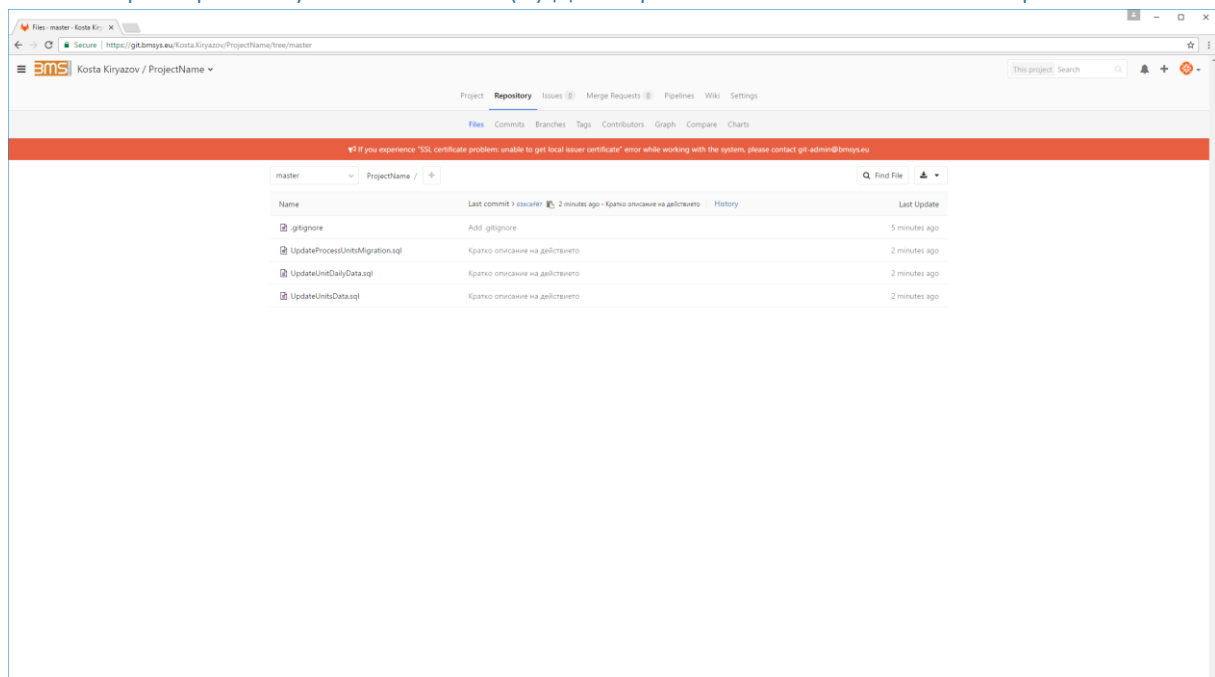 Files · master · Kosta Kir
Secure | https://git.bmsys.eu/Kosta.Kiryazov/ProjectName/tree/master
BMS Kosta Kiryazov / ProjectName
This project Search
Project Repository Issues 0 Merge Requests 0 Pipelines Wiki Settings
Files Commits Branches Tags Contributors Graph Compare Charts
If you experience "SSL certificate problem: unable to get local issuer certificate" error while working with the system, please contact git-admin@bmsys.eu
master ProjectName / + Find File
Name Last commit 2 minutes ago - Кратко описание на действието History Last Update
.gitignore Add .gitignore 5 minutes ago
UpdateProcessUnitsMigration.sql Кратко описание на действието 2 minutes ago
UpdateUnitDailyData.sql Кратко описание на действието 2 minutes ago
UpdateUnitsData.sql Кратко описание на действието 2 minutes ago